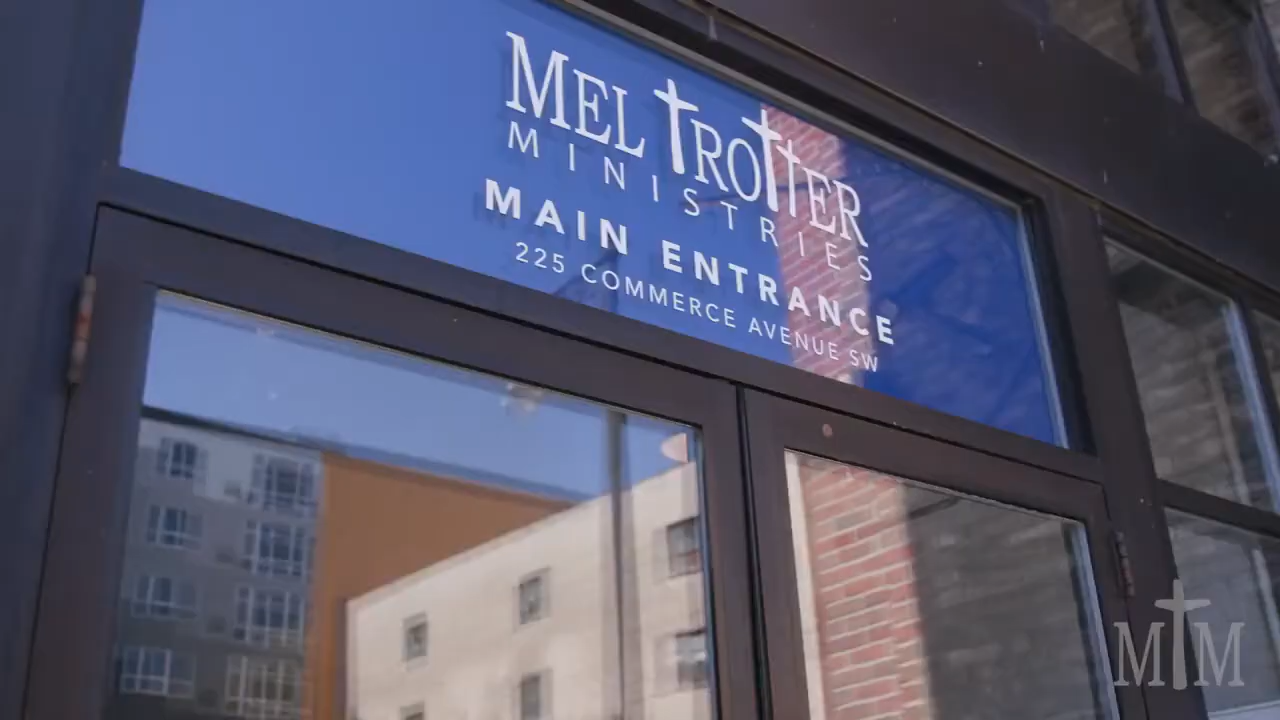 MEL TROTTER
MINISTRIES
MAIN ENTRANCE
225 COMMERCE AVENUE SW
MTM